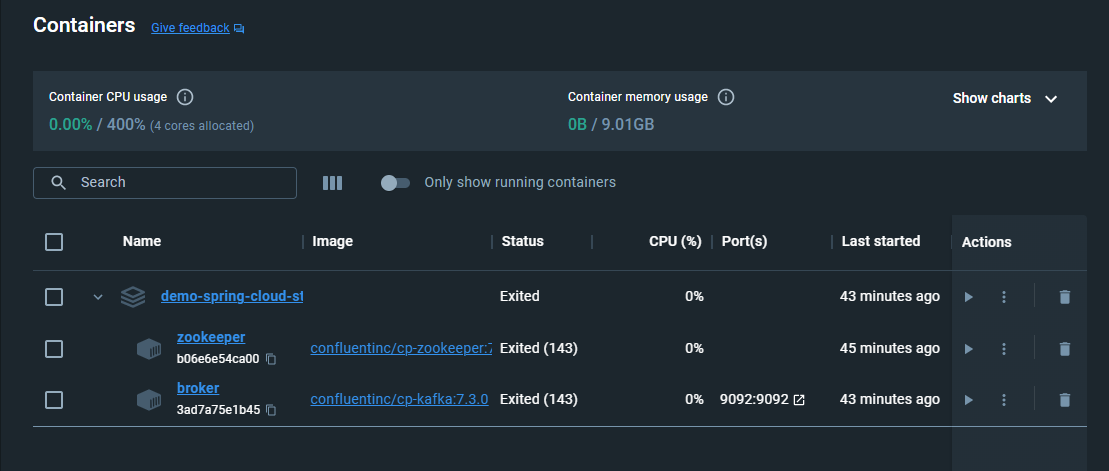 Containers Give feedback
Container CPU usage
0.00% / 400% (4 cores allocated)
Container memory usage
0B / 9.01GB
Show charts
Search
Only show running containers
Name Image Status CPU (%) Port(s) Last started Actions
demo-spring-cloud-st Exited 0% 43 minutes ago
zookeeper
b06e6e54ca00
confluentinc/cp-zookeeper:7 Exited (143) 0% 45 minutes ago
broker
3ad7a75e1b45
confluentinc/cp-kafka:7.3.0 Exited (143) 0% 9092:9092 43 minutes ago